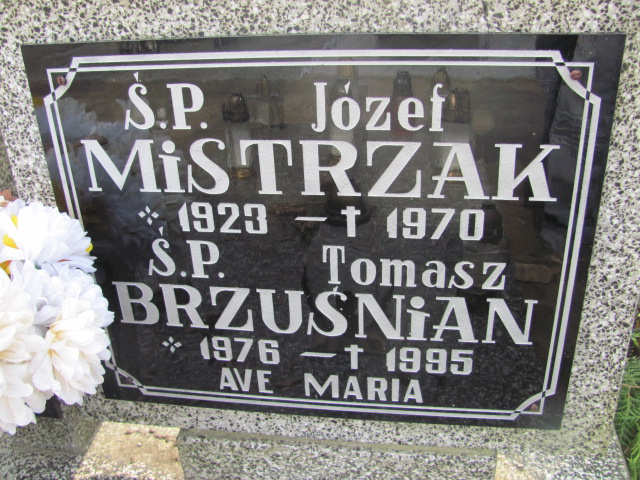 Ś.P. Józef
MiSTRZAK
1923 – † 1970
Ś.P. Tomasz
BRZUŚNiAN
1976 – † 1995
AVE MARIA